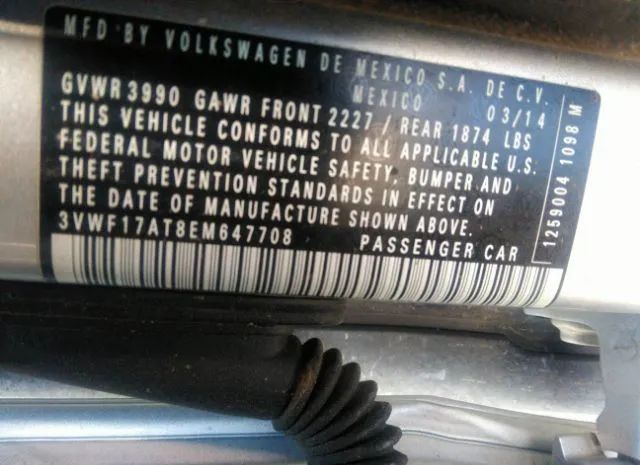 MFD BY VOLKSWAGEN DE MEXICO S.A. DE C.V.
MEXICO 03/14
GVWR 3990 GAWR FRONT 2227 / REAR 1874 LBS
THIS VEHICLE CONFORMS TO ALL APPLICABLE U.S.
FEDERAL MOTOR VEHICLE SAFETY, BUMPER AND
THEFT PREVENTION STANDARDS IN EFFECT ON
THE DATE OF MANUFACTURE SHOWN ABOVE.
3VWF17AT8EM647708 PASSENGER CAR
1259004 1098 M